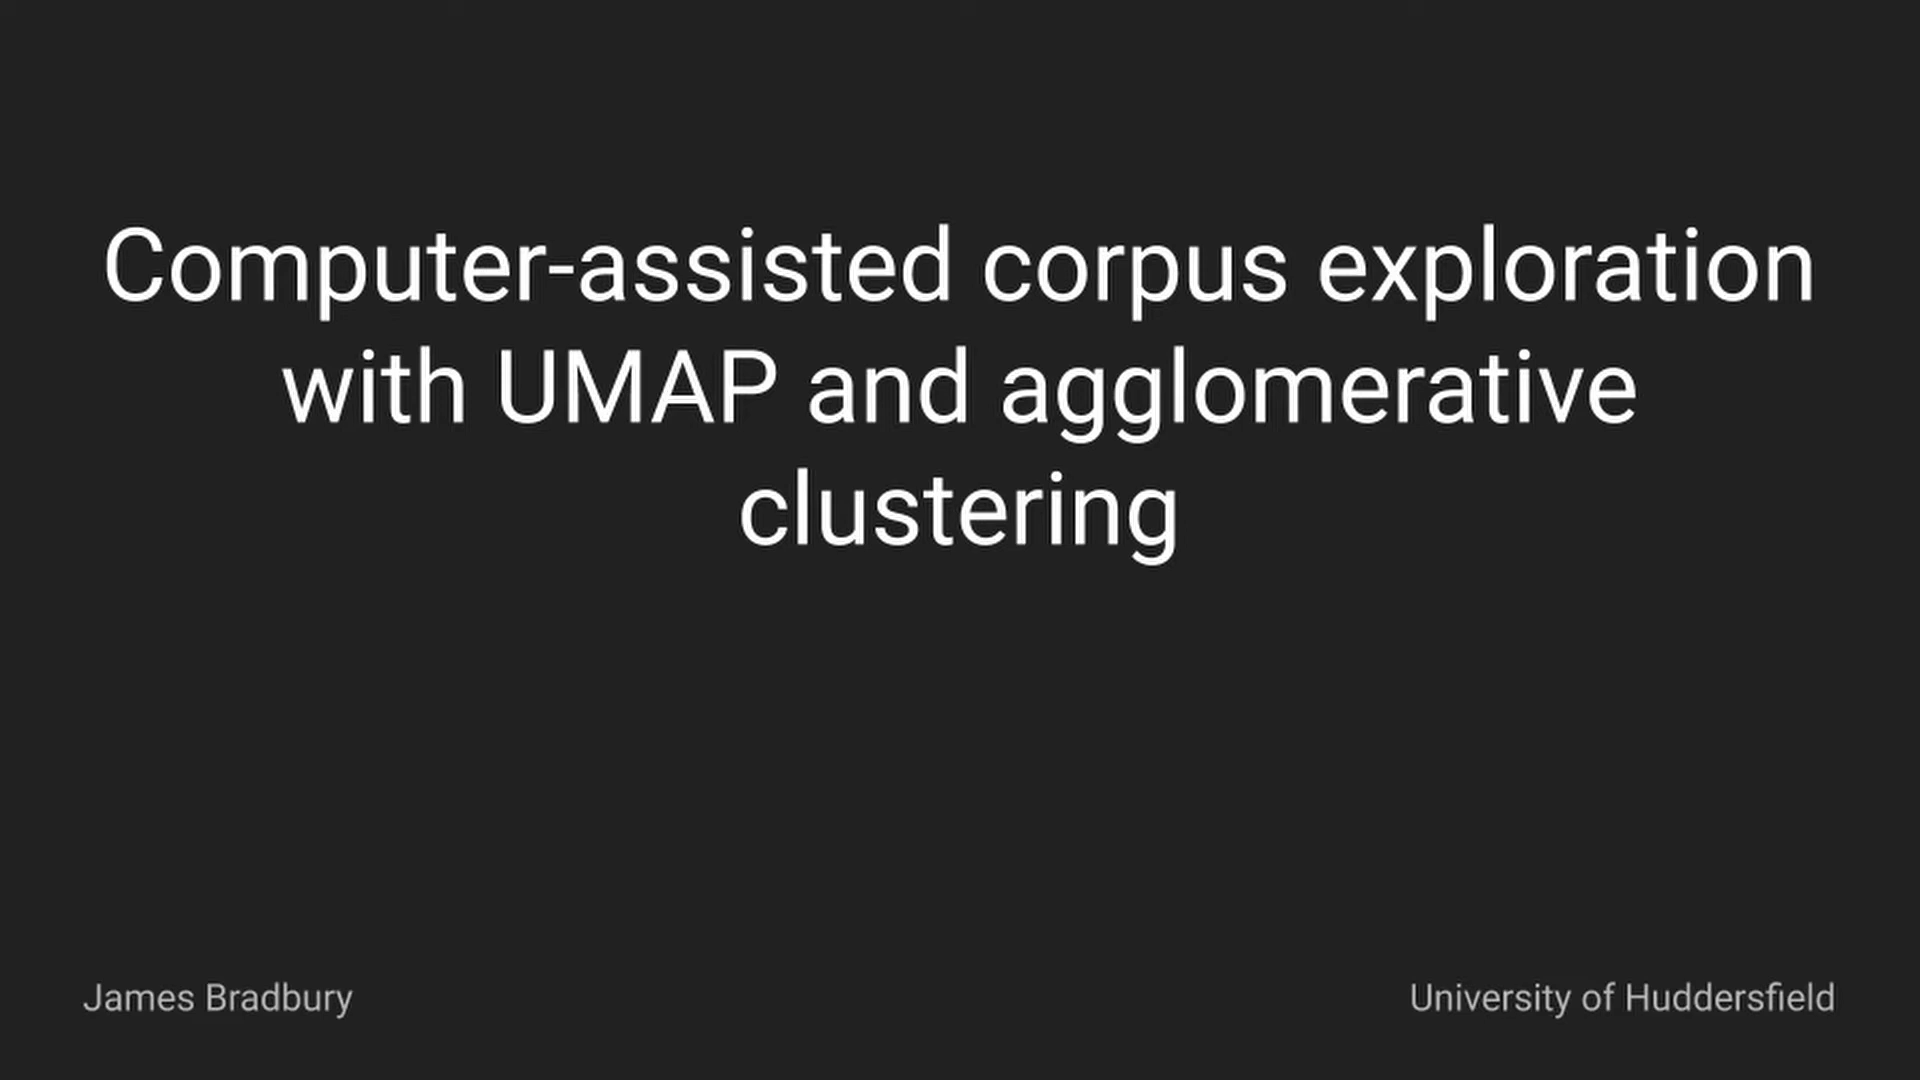 Computer-assisted corpus exploration
with UMAP and agglomerative
clustering
James Bradbury
University of Huddersfield